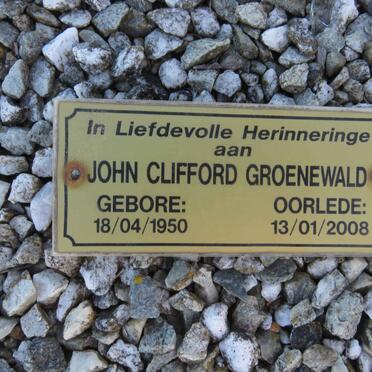 In Liefdevolle Herinneringe
aan
JOHN CLIFFORD GROENEWALD
GEBORE: OORLEDE:
18/04/1950 13/01/2008